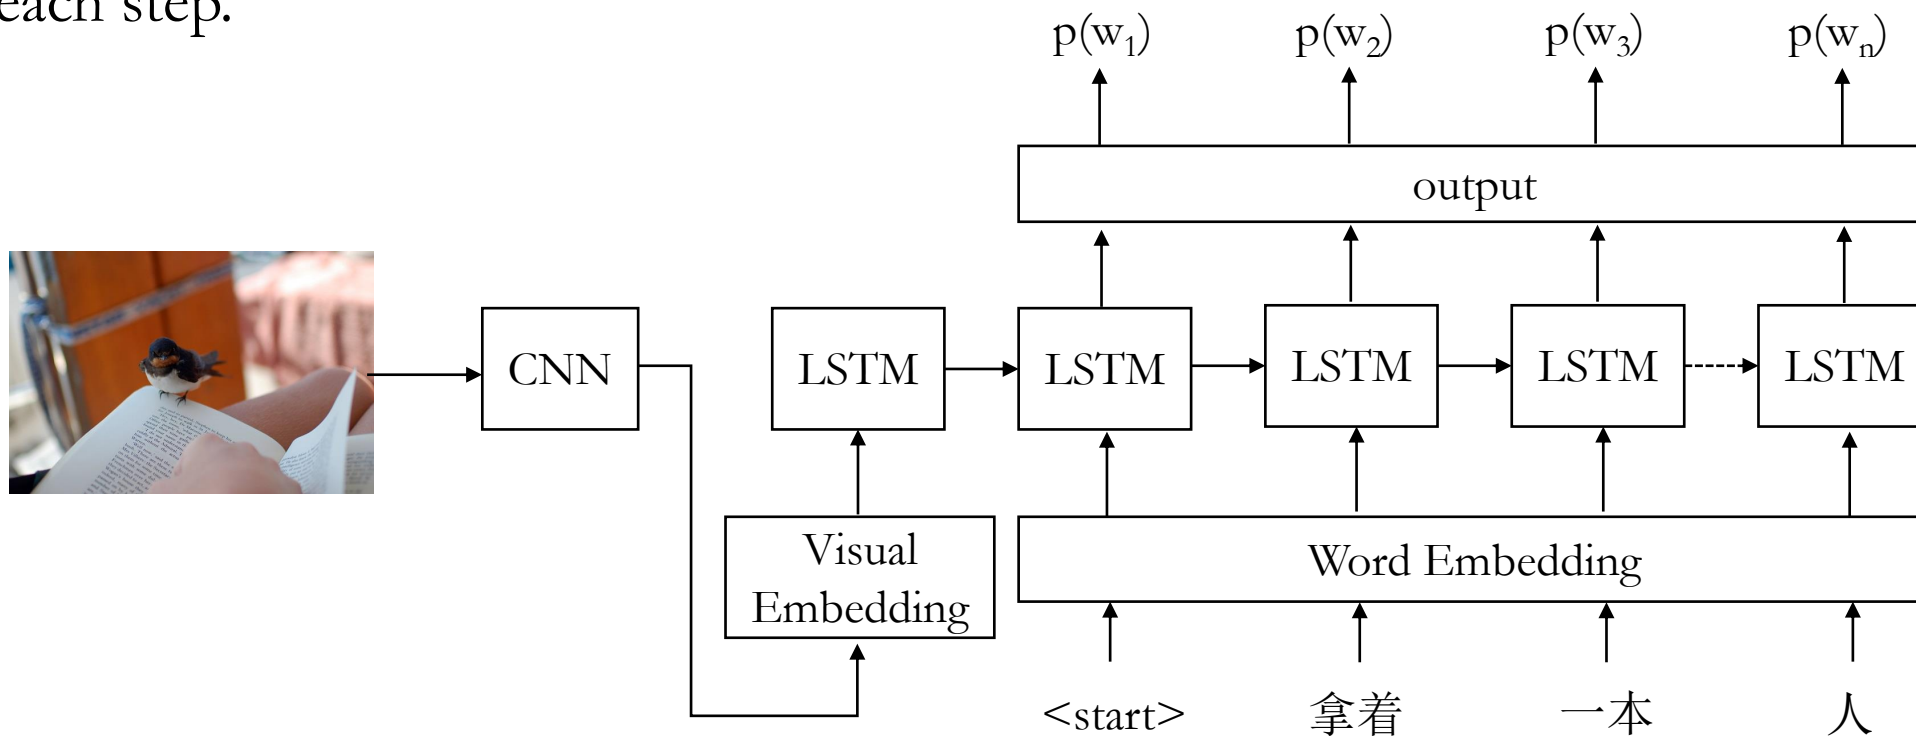 each step.
p(w₁) p(w₂) p(w₃) p(wₙ)
output
CNN LSTM LSTM LSTM LSTM LSTM
Visual
Embedding
Word Embedding
<start> 拿着 一本 人